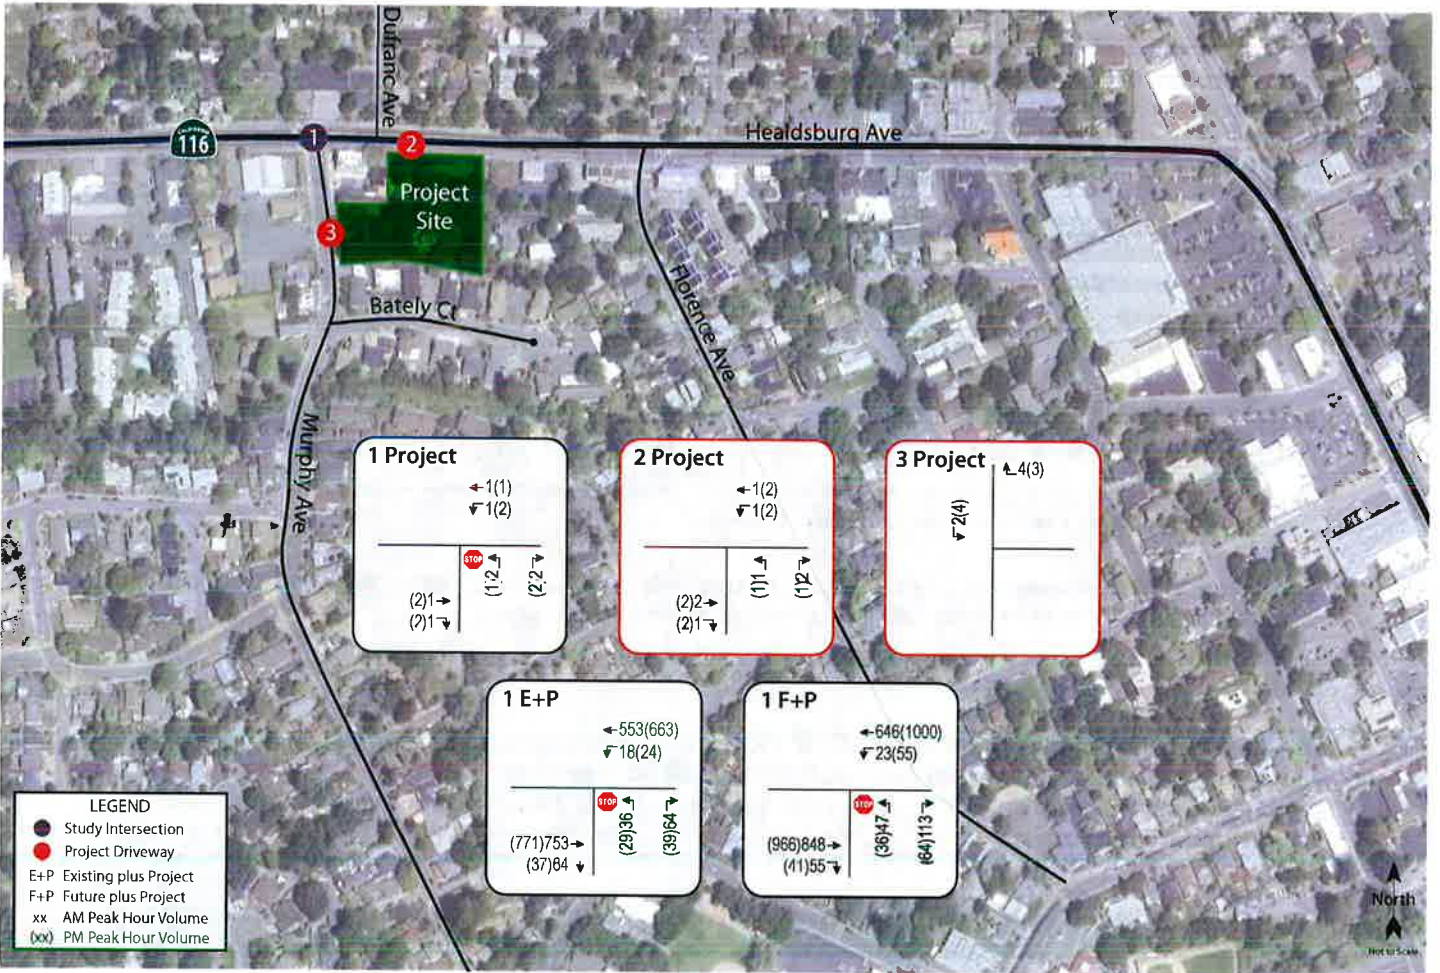 Dufranc Ave
CALIFORNIA
116
1
2
Healdsburg Ave
Project
Site
3
Bately Ct
Florence Ave
Murphy Ave
1 Project
1(1)
1(2)
STOP
(1)2
(2)2
(2)1
(2)1
2 Project
1(2)
1(2)
(1)1
(1)2
(2)2
(2)1
3 Project
4(3)
2(4)
1 E+P
553(663)
18(24)
STOP
(29)36
(39)64
(771)753
(37)64
1 F+P
646(1000)
23(55)
STOP
(36)47
(64)113
(966)848
(41)55
LEGEND
Study Intersection
Project Driveway
E+P Existing plus Project
F+P Future plus Project
xx AM Peak Hour Volume
(xx) PM Peak Hour Volume
North
Not to Scale